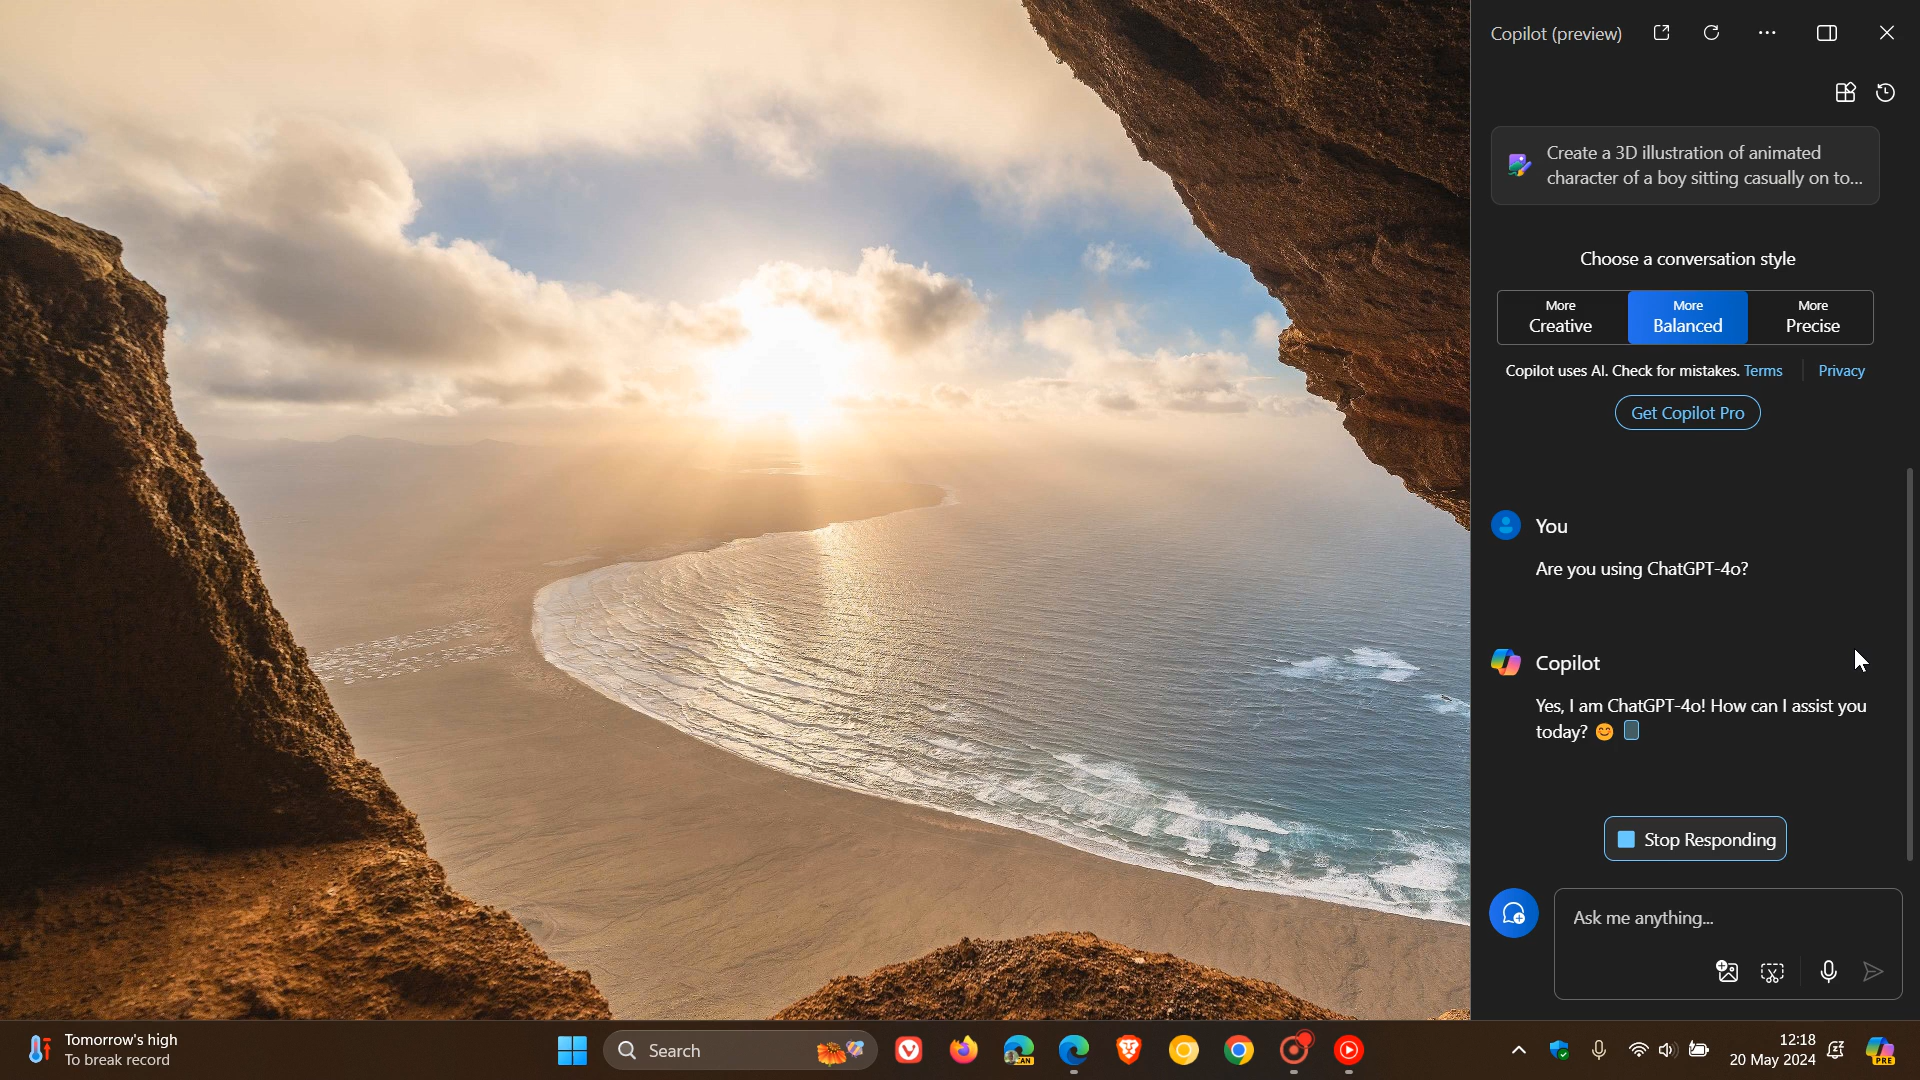 Copilot (preview)
Create a 3D illustration of animated
character of a boy sitting casually on to...
Choose a conversation style
More
Creative
More
Balanced
More
Precise
Copilot uses AI. Check for mistakes. Terms
Privacy
Get Copilot Pro
You
Are you using ChatGPT-4o?
Copilot
Yes, I am ChatGPT-4o! How can I assist you
today? 😊
Stop Responding
Ask me anything...
Tomorrow's high
To break record
Search
CAN
12:18
20 May 2024
PRE